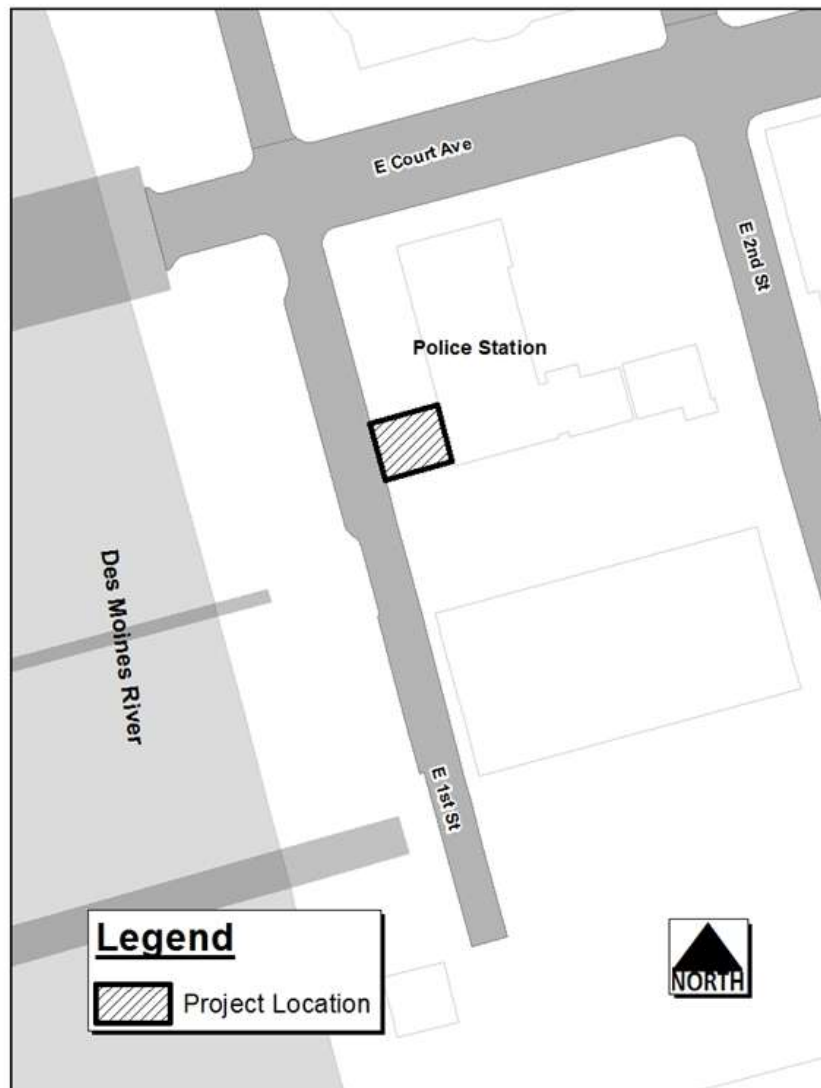 E Court Ave
E 2nd St
Police Station
Des Moines River
E 1st St
Legend
Project Location
NORTH